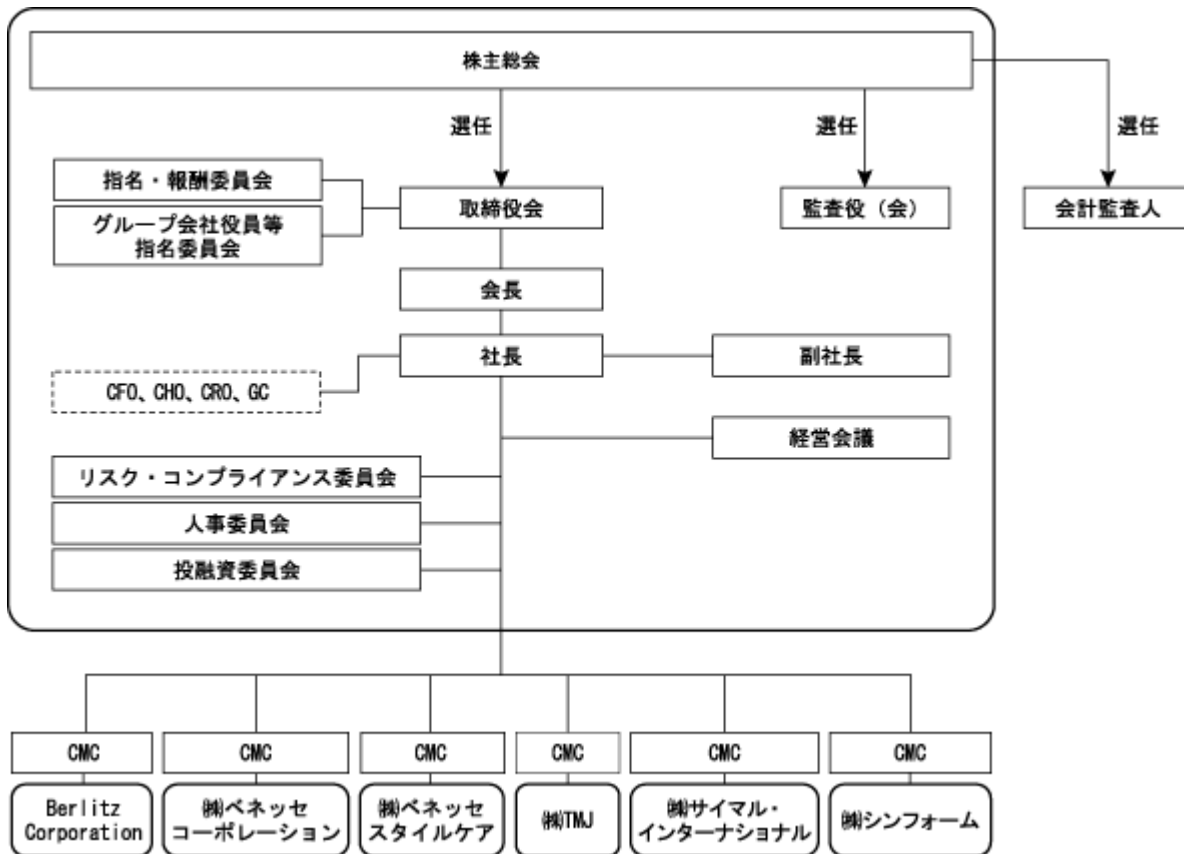 株主総会
選任
選任
選任
指名・報酬委員会
グループ会社役員等
指名委員会
取締役会
監査役（会）
会計監査人
会長
社長
副社長
CFO、CHO、CRO、GC
経営会議
リスク・コンプライアンス委員会
人事委員会
投融資委員会
CMC
CMC
CMC
CMC
CMC
CMC
Berlitz
Corporation
㈱ベネッセ
コーポレーション
㈱ベネッセ
スタイルケア
㈱TMJ
㈱サイマル・
インターナショナル
㈱シンフォーム